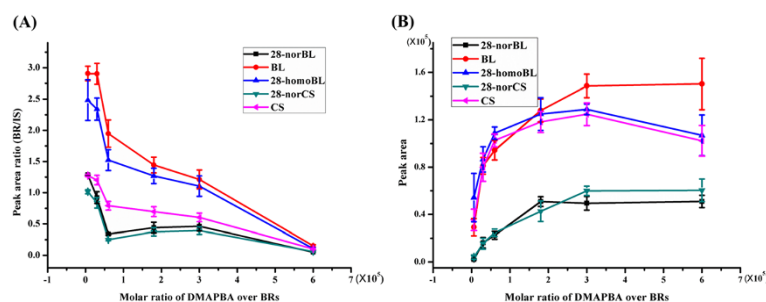 (A)
28-norBL
BL
28-homoBL
28-norCS
CS
Peak area ratio (BR/IS)
3.0
2.5
2.0
1.5
1.0
0.5
0.0
-1 0 1 2 3 4 5 6 7 (X10⁵)
Molar ratio of DMAPBA over BRs
(B)
(X10⁵)
28-norBL
BL
28-homoBL
28-norCS
CS
Peak area
1.6
1.2
0.8
0.4
0.0
-1 0 1 2 3 4 5 6 7 (X10⁵)
Molar ratio of DMAPBA over BRs